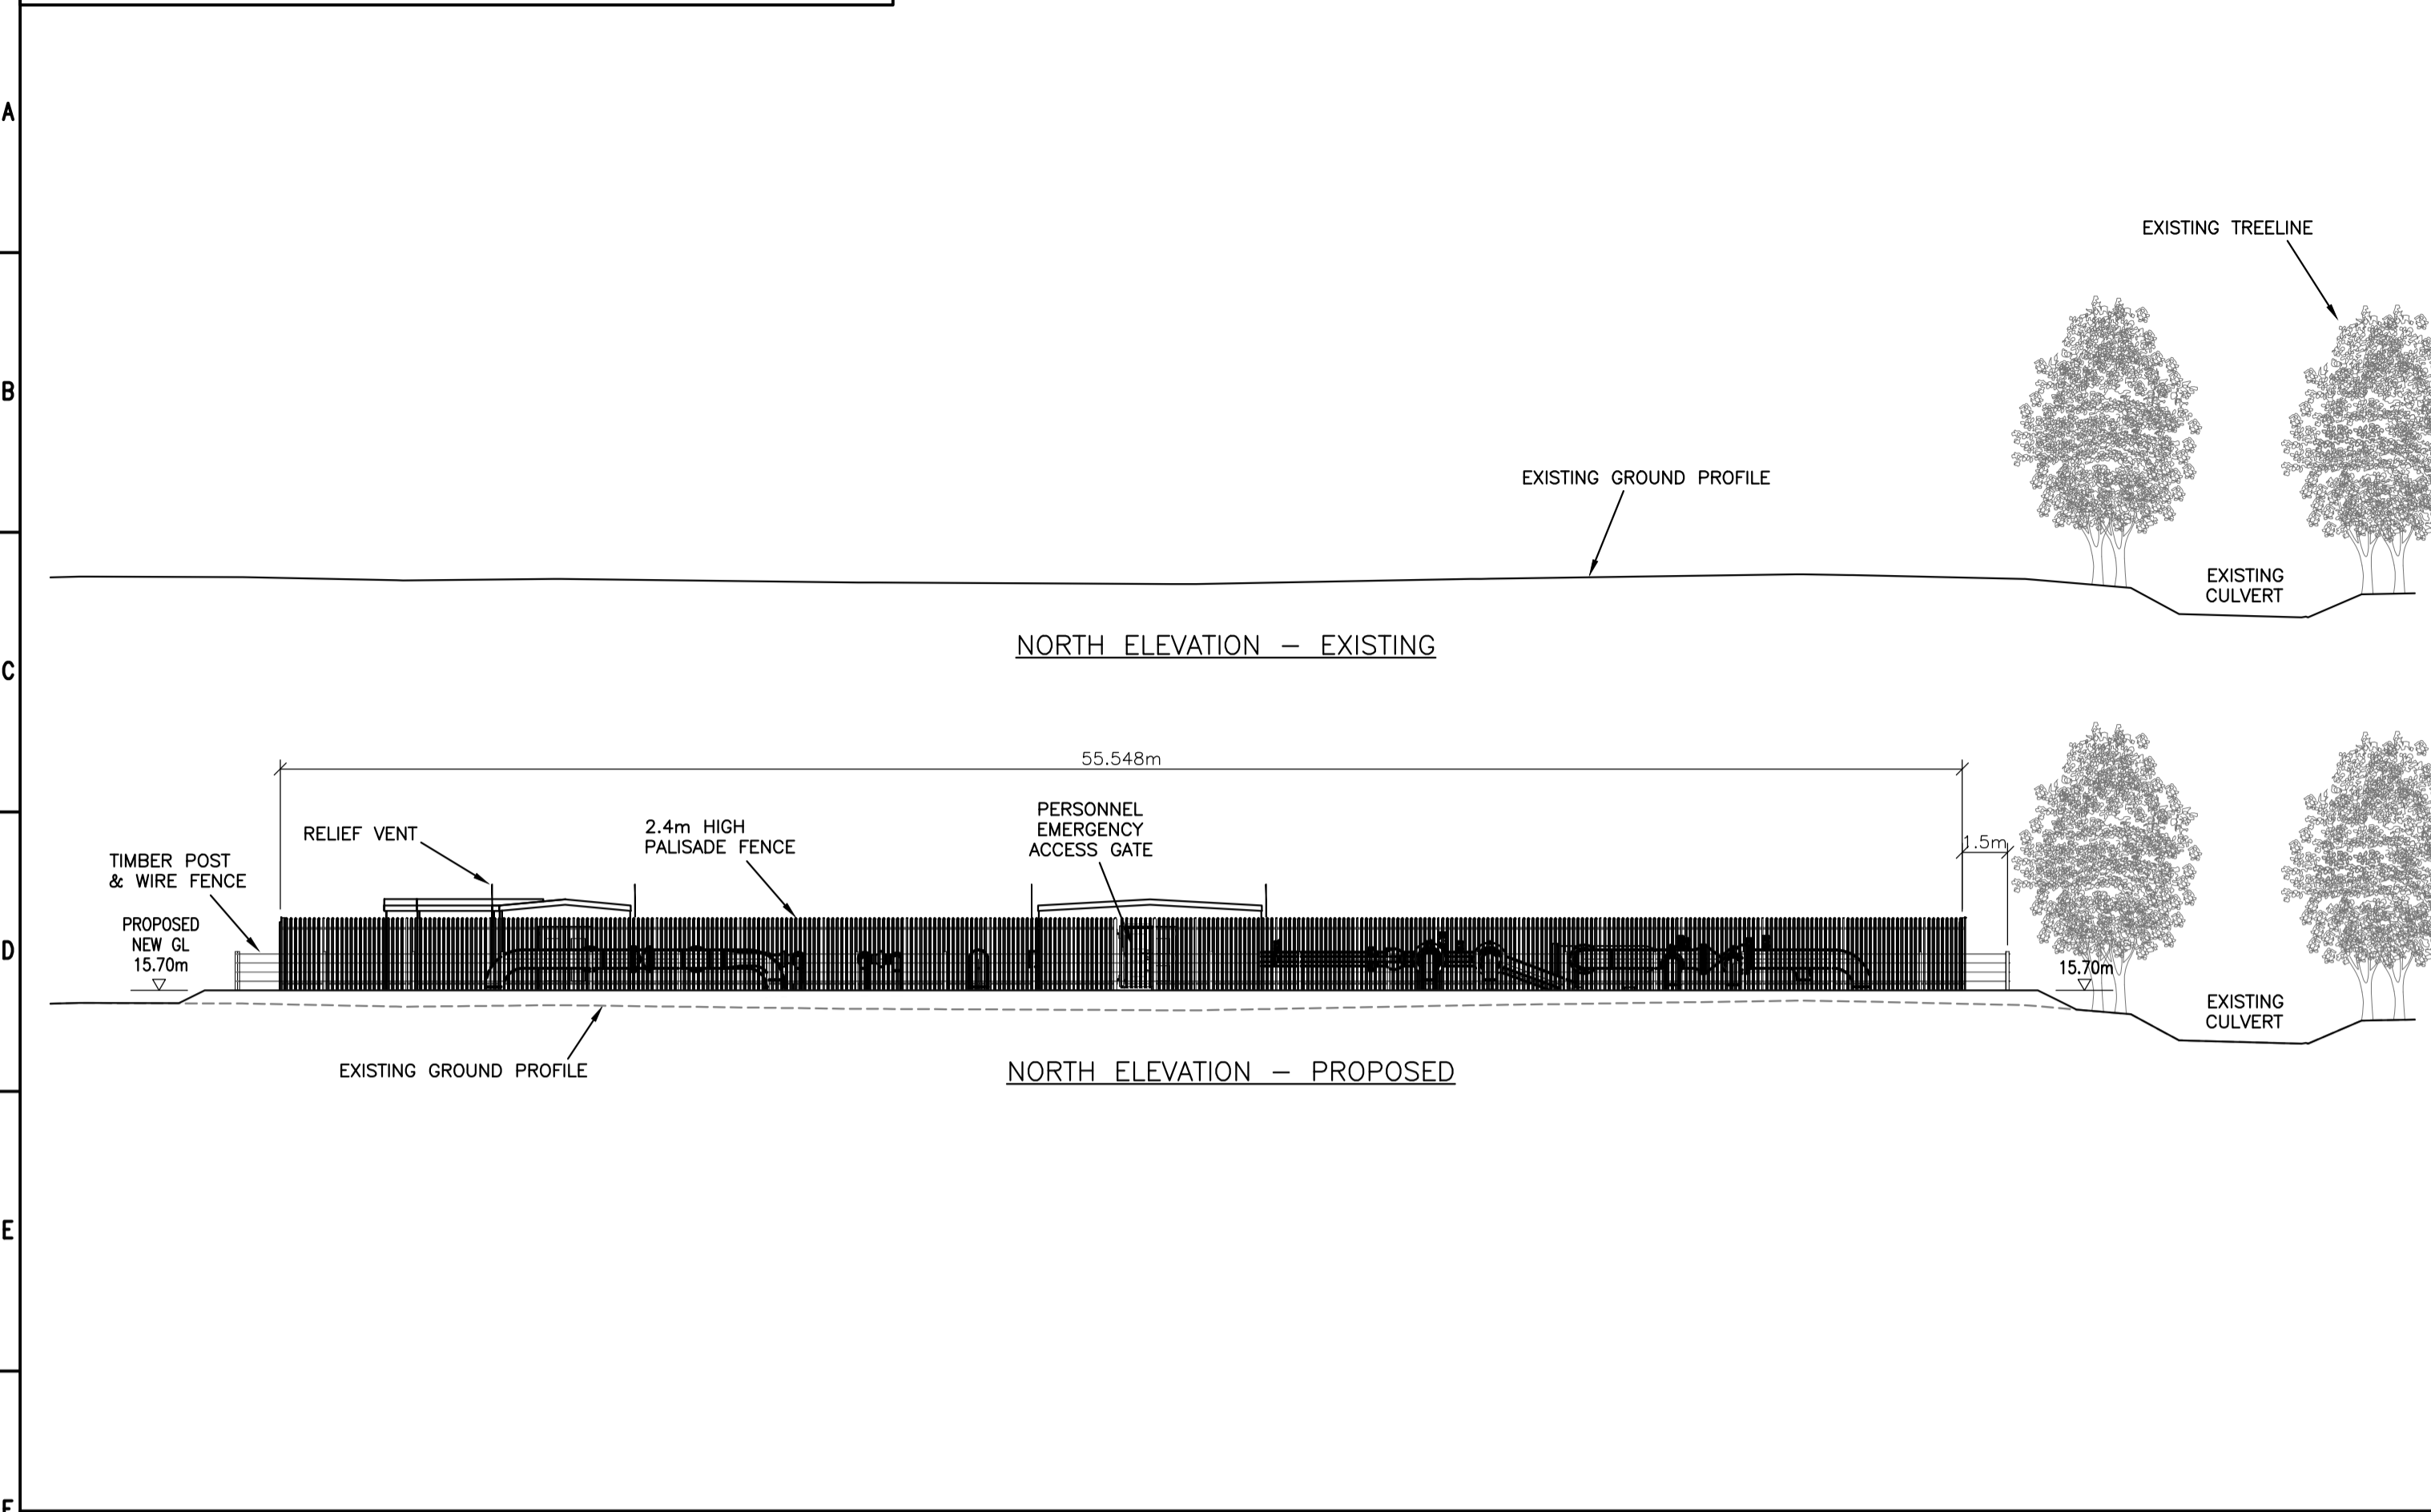 A
B
C
D
E
F
EXISTING TREELINE
EXISTING GROUND PROFILE
EXISTING
CULVERT
NORTH ELEVATION – EXISTING
55.548m
PERSONNEL
EMERGENCY
ACCESS GATE
2.4m HIGH
PALISADE FENCE
RELIEF VENT
1.5m
TIMBER POST
& WIRE FENCE
PROPOSED
NEW GL
15.70m
15.70m
EXISTING
CULVERT
EXISTING GROUND PROFILE
NORTH ELEVATION – PROPOSED